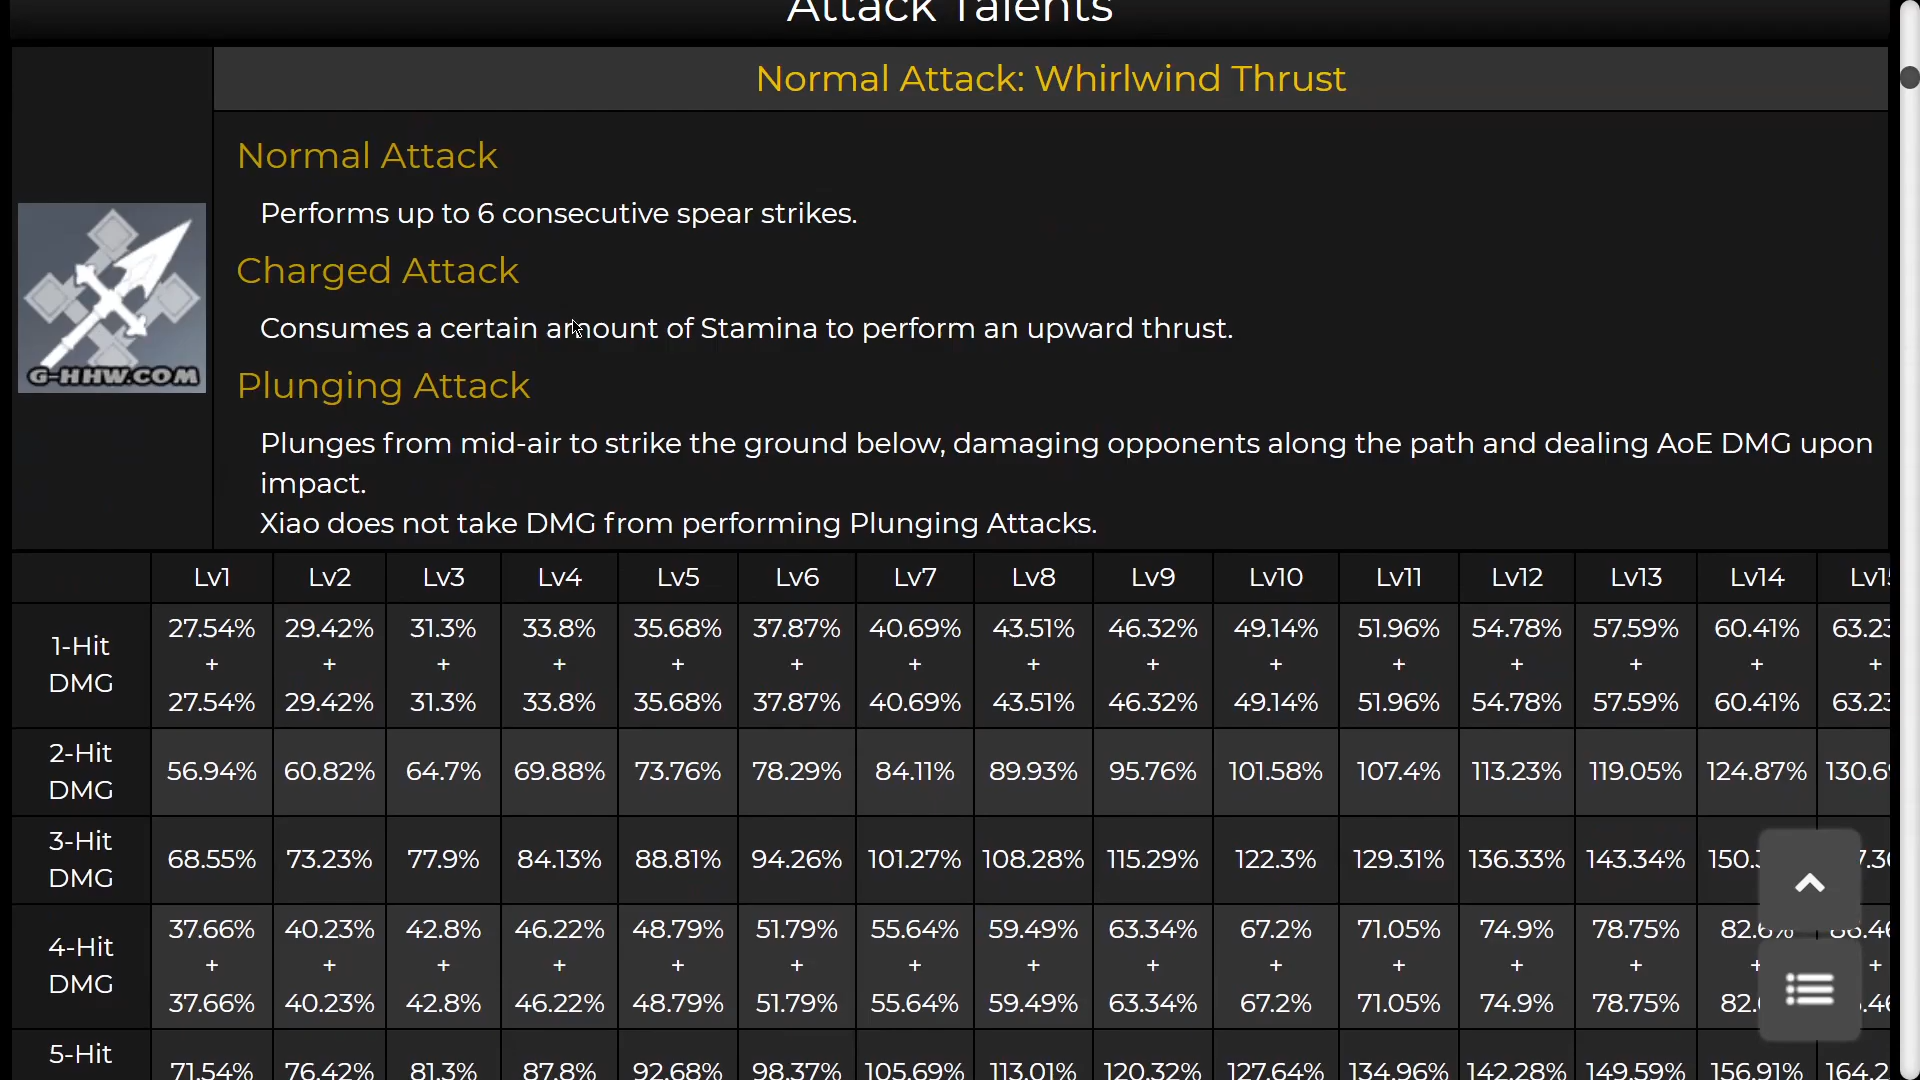 Attack Talents
Normal Attack: Whirlwind Thrust
Normal Attack
Performs up to 6 consecutive spear strikes.
Charged Attack
Consumes a certain amount of Stamina to perform an upward thrust.
G-HHW.COM
Plunging Attack
Plunges from mid-air to strike the ground below, damaging opponents along the path and dealing AoE DMG upon
impact.
Xiao does not take DMG from performing Plunging Attacks.
Lv1 Lv2 Lv3 Lv4 Lv5 Lv6 Lv7 Lv8 Lv9 Lv10 Lv11 Lv12 Lv13 Lv14
27.54% 29.42% 31.3% 33.8% 35.68% 37.87% 40.69% 43.51% 46.32% 49.14% 51.96% 54.78% 57.59% 60.41% 63.23
1-Hit
+ + + + + + + + + + + + + + +
DMG
27.54% 29.42% 31.3% 33.8% 35.68% 37.87% 40.69% 43.51% 46.32% 49.14% 51.96% 54.78% 57.59% 60.41% 63.23
2-Hit
56.94% 60.82% 64.7% 69.88% 73.76% 78.29% 84.11% 89.93% 95.76% 101.58% 107.4% 113.23% 119.05% 124.87%
DMG
3-Hit
68.55% 73.23% 77.9% 84.13% 88.81% 94.26% 101.27% 108.28% 115.29% 122.3% 129.31% 136.33% 143.34%
DMG
37.66% 40.23% 42.8% 46.22% 48.79% 51.79% 55.64% 59.49% 63.34% 67.2% 71.05% 74.9% 78.75% 82.6%
4-Hit
+ + + + + + + + + + + + + + +
DMG
37.66% 40.23% 42.8% 46.22% 48.79% 51.79% 55.64% 59.49% 63.34% 67.2% 71.05% 74.9% 78.75%
5-Hit
71.54% 76.42% 81.3% 87.8% 92.68% 98.37% 105.69% 113.01% 120.32% 127.64% 134.96% 142.28% 149.59% 156.91%